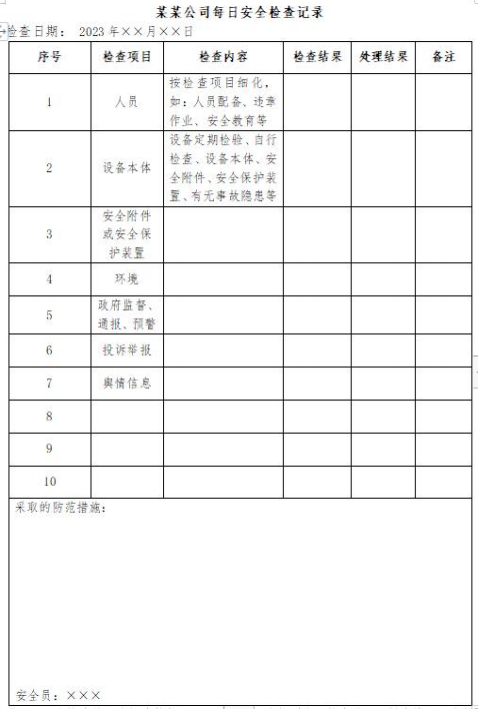 某某公司每日安全检查记录
检查日期： 2023 年××月××日
序号 检查项目 检查内容 检查结果 处理结果 备注
1 人员 按检查项目细化，
如：人员配备、违章
作业、安全教育等
2 设备本体 设备定期检验、自行
检查、设备本体、安
全附件、安全保护装
置、有无事故隐患等
3 安全附件
或安全保
护装置
4 环境
5 政府监督、
通报、预警
6 投诉举报
7 舆情信息
8
9
10
采取的防范措施：
安全员：×××